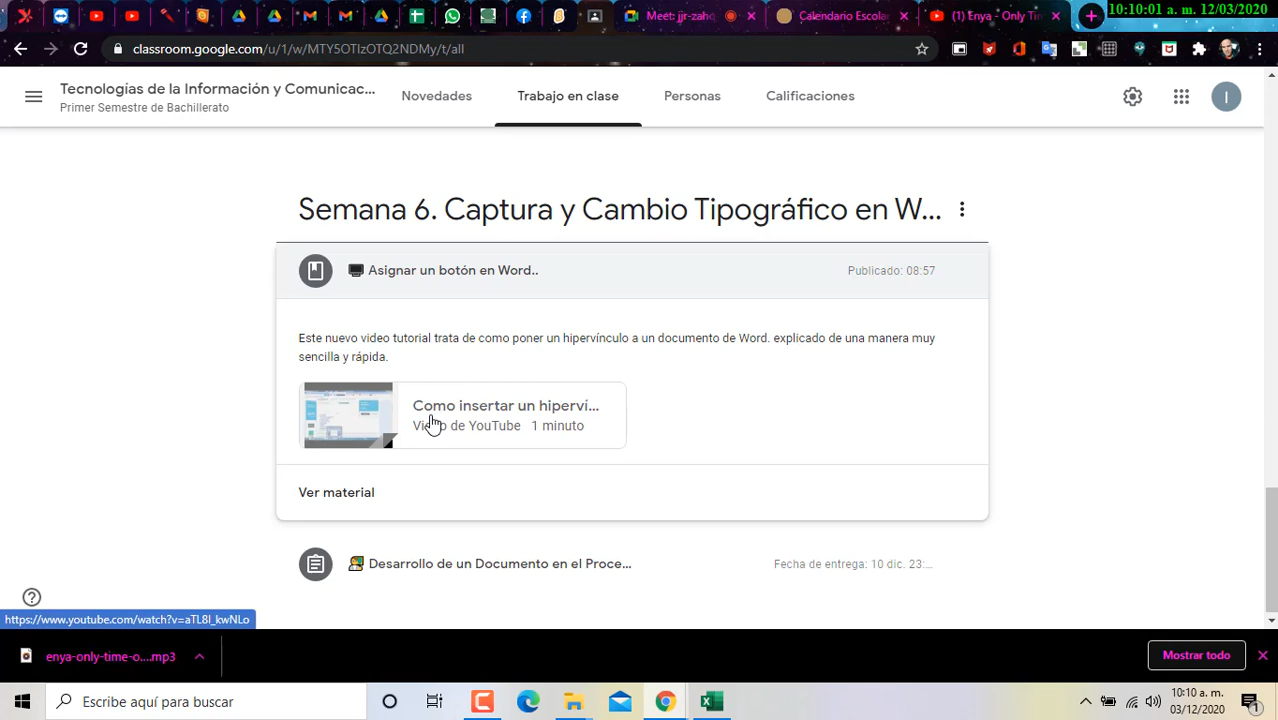 Meet: jjr-zaho
Calendario Escola
(1) Enya - Only Tim
10:10:01 a. m. 12/03/2020
classroom.google.com/u/1/w/MTY5OTIzOTQ2NDMy/t/all
Tecnologías de la Información y Comunicac...
Primer Semestre de Bachillerato
Novedades
Trabajo en clase
Personas
Calificaciones
I
Semana 6. Captura y Cambio Tipográfico en W...
Asignar un botón en Word..
Publicado: 08:57
Este nuevo video tutorial trata de como poner un hipervínculo a un documento de Word. explicado de una manera muy
sencilla y rápida.
Como insertar un hiperví...
Video de YouTube 1 minuto
Ver material
Desarrollo de un Documento en el Proce...
Fecha de entrega: 10 dic. 23:...
https://www.youtube.com/watch?v=aTL8l_kwNLo
enya-only-time-o....mp3
Mostrar todo
Escribe aquí para buscar
10:10 a. m.
03/12/2020
1